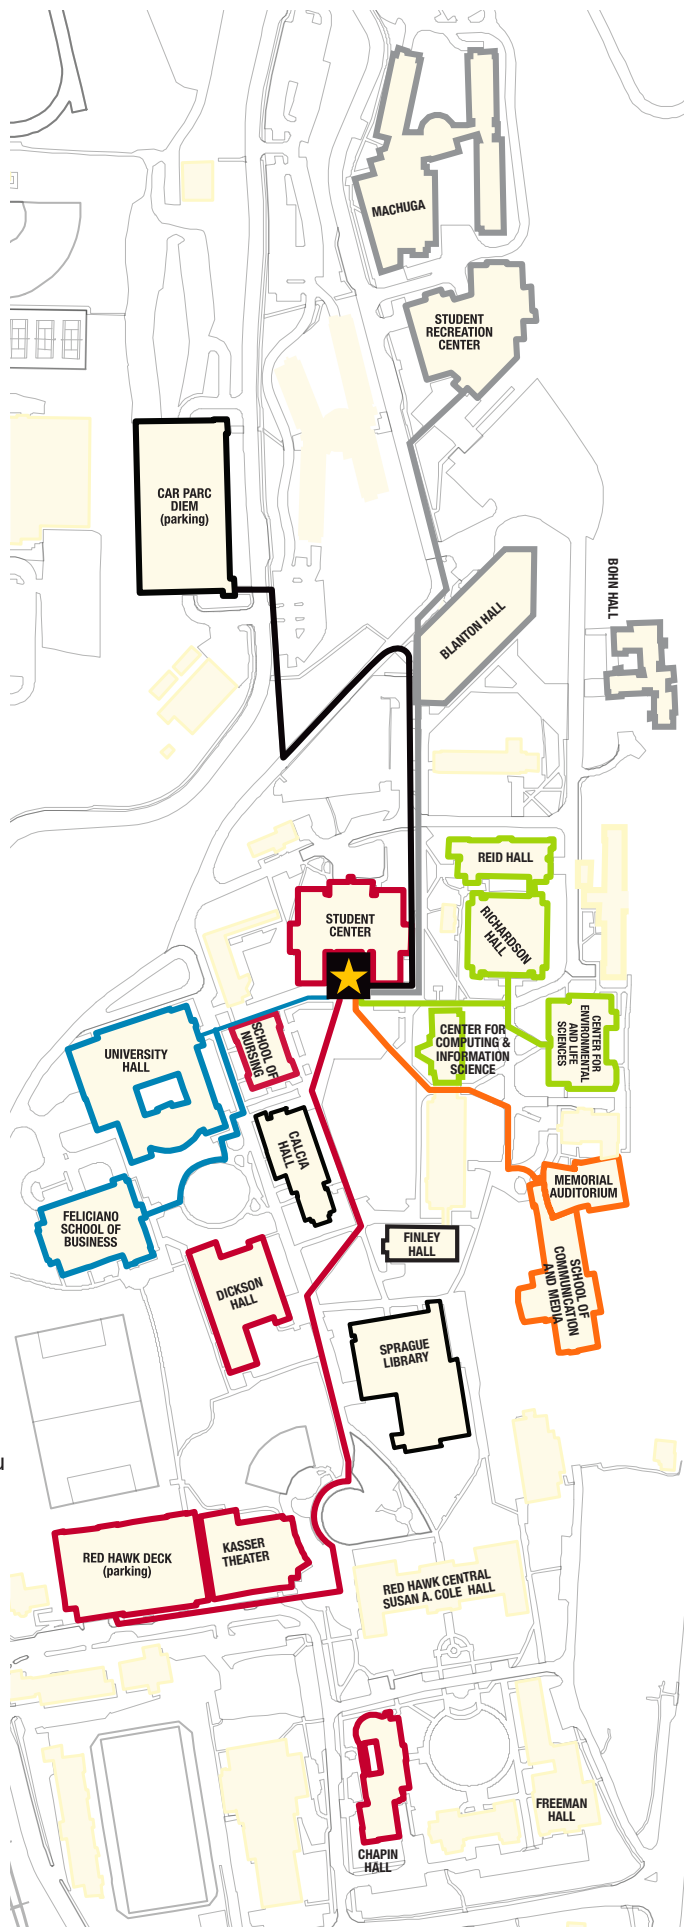 MACHUGA
STUDENT
RECREATION
CENTER
CAR PARC
DIEM
(parking)
BOHN HALL
BLANTON HALL
REID HALL
RICHARDSON
HALL
STUDENT
CENTER
SCHOOL OF
NURSING
CENTER FOR
COMPUTING &
INFORMATION
SCIENCE
CENTER FOR
ENVIRONMENTAL
AND LIFE
SCIENCES
UNIVERSITY
HALL
CALCIA
HALL
MEMORIAL
AUDITORIUM
FELICIANO
SCHOOL OF
BUSINESS
FINLEY
HALL
SCHOOL OF
COMMUNICATION
AND MEDIA
DICKSON
HALL
SPRAGUE
LIBRARY
u
RED HAWK DECK
(parking)
KASSER
THEATER
RED HAWK CENTRAL
SUSAN A. COLE HALL
FREEMAN
HALL
CHAPIN
HALL